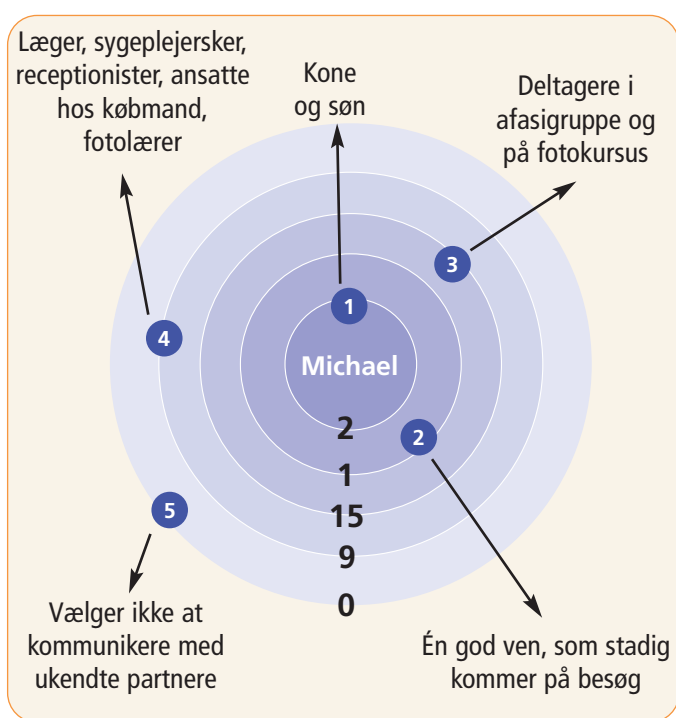 Læger, sygeplejersker,
receptionister, ansatte
hos købmand,
fotolærer
Kone
og søn
Deltagere i
afasigruppe og
på fotokursus
1
3
4
Michael
2
2
1
5
15
9
0
Vælger ikke at
kommunikere med
ukendte partnere
Én god ven, som stadig
kommer på besøg